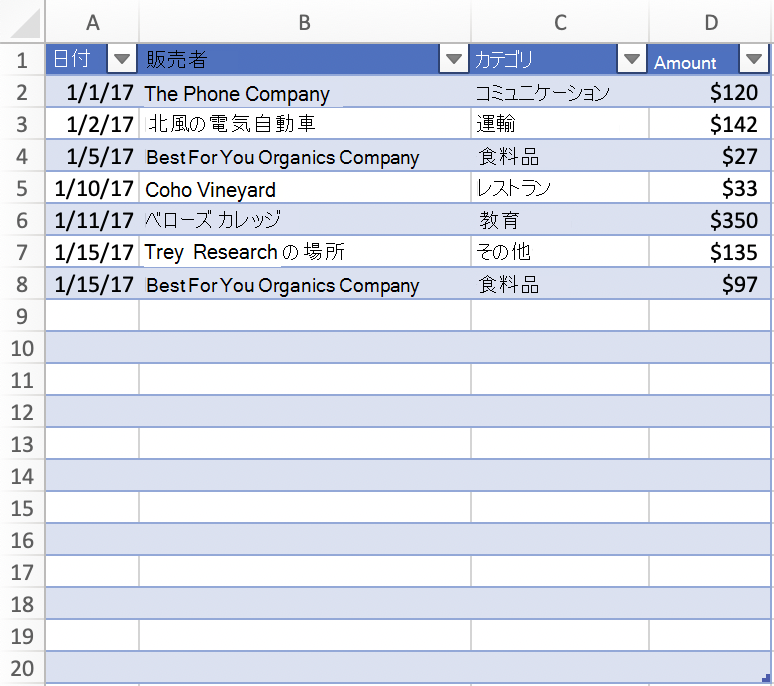 A B C D
1 日付 販売者 カテゴリ Amount
2 1/1/17 The Phone Company コミュニケーション $120
3 1/2/17 北風の電気自動車 運輸 $142
4 1/5/17 Best For You Organics Company 食料品 $27
5 1/10/17 Coho Vineyard レストラン $33
6 1/11/17 ベローズ カレッジ 教育 $350
7 1/15/17 Trey Research の場所 その他 $135
8 1/15/17 Best For You Organics Company 食料品 $97
9
10
11
12
13
14
15
16
17
18
19
20